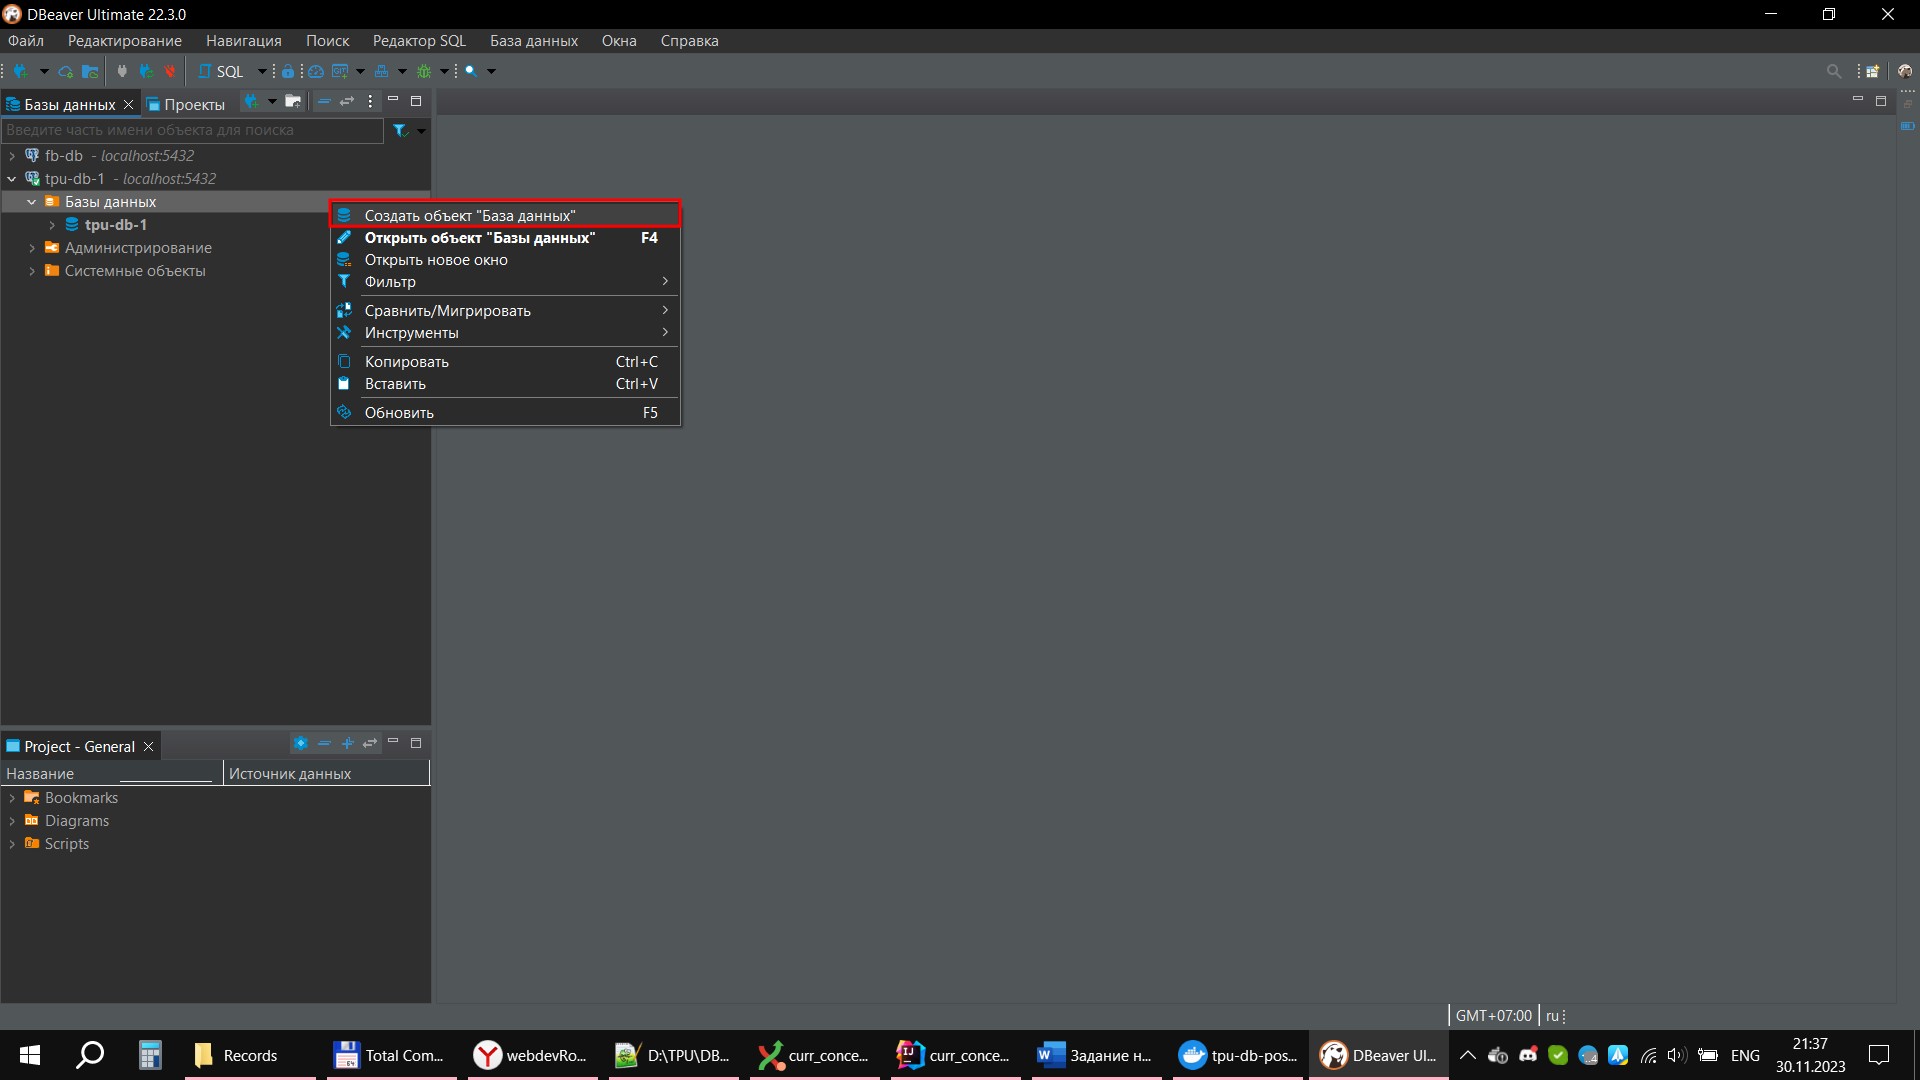 DBeaver Ultimate 22.3.0
Файл Редактирование Навигация Поиск Редактор SQL База данных Окна Справка
SQL
Базы данных Проекты
Введите часть имени объекта для поиска
fb-db - localhost:5432
tpu-db-1 - localhost:5432
Базы данных
tpu-db-1
Администрирование
Системные объекты
Создать объект "База данных"
Открыть объект "Базы данных" F4
Открыть новое окно
Фильтр
Сравнить/Мигрировать
Инструменты
Копировать Ctrl+C
Вставить Ctrl+V
Обновить F5
Project - General
Название Источник данных
Bookmarks
Diagrams
Scripts
GMT+07:00 ru
Records Total Com... webdevRo... D:\TPU\DB... curr_conce... curr_conce... Задание н... tpu-db-pos... DBeaver Ul... ENG
21:37
30.11.2023